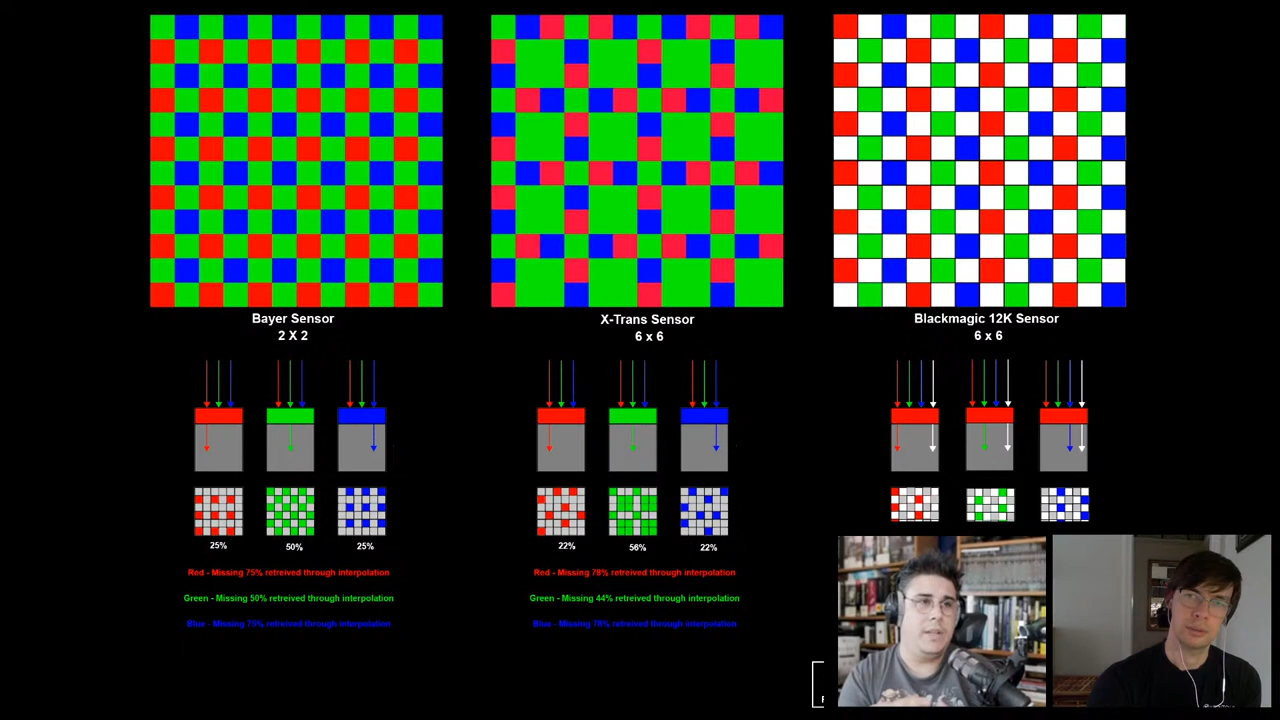 Bayer Sensor
2 X 2
X-Trans Sensor
6 x 6
Blackmagic 12K Sensor
6 x 6
25%
50%
25%
22%
56%
22%
Red - Missing 75% retreived through interpolation
Green - Missing 50% retreived through interpolation
Blue - Missing 75% retreived through interpolation
Red - Missing 78% retreived through interpolation
Green - Missing 44% retreived through interpolation
Blue - Missing 78% retreived through interpolation